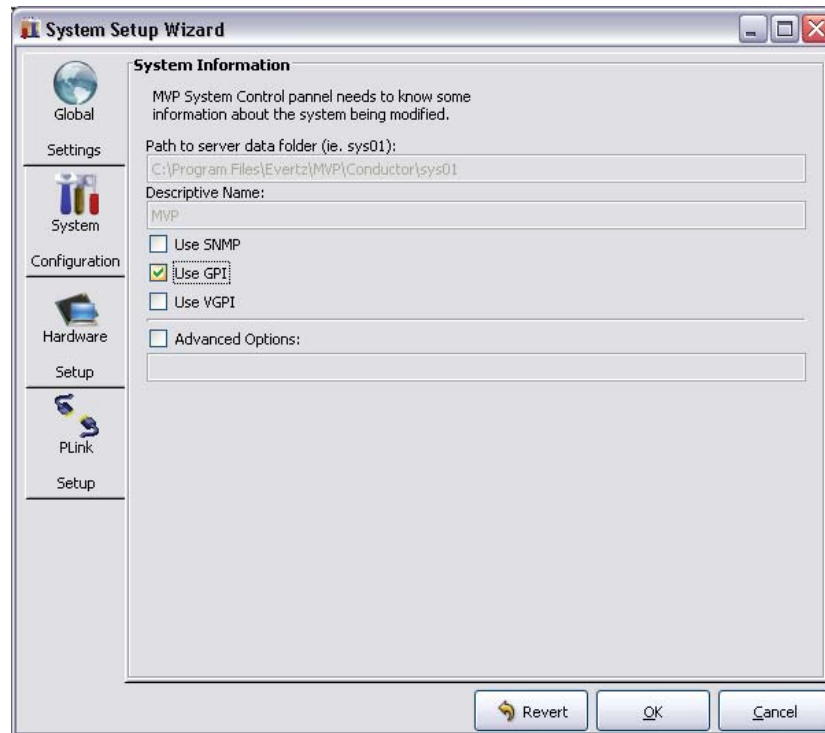 System Setup Wizard
Global
Settings
System
Configuration
Hardware
Setup
PLink
Setup
System Information
MVP System Control pannel needs to know some
information about the system being modified.
Path to server data folder (ie. sys01):
C:\Program Files\Evertz\MVP\Conductor\sys01
Descriptive Name:
MVP
Use SNMP
Use GPI
Use VGPI
Advanced Options:
Revert
OK
Cancel